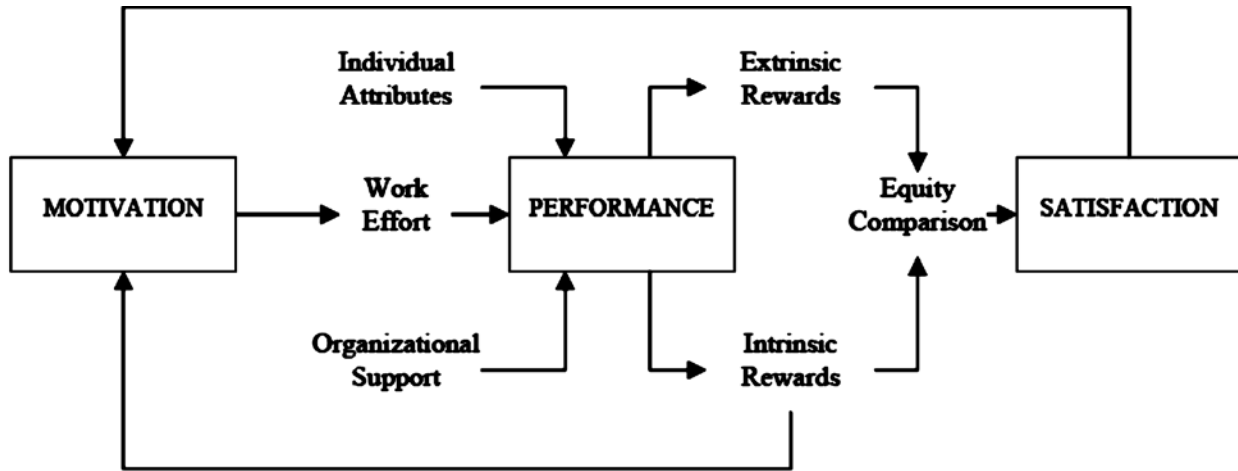 Individual
Attributes
Extrinsic
Rewards
MOTIVATION
Work
Effort
PERFORMANCE
Equity
Comparison
SATISFACTION
Organizational
Support
Intrinsic
Rewards